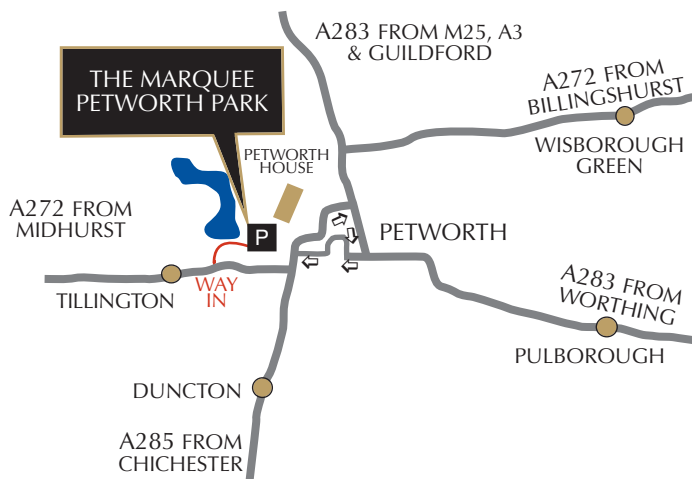 A283 FROM M25, A3
& GUILDFORD
THE MARQUEE
PETWORTH PARK
A272 FROM
BILLINGSHURST
WISBOROUGH
GREEN
PETWORTH
HOUSE
A272 FROM
MIDHURST
P
PETWORTH
WAY
IN
TILLINGTON
A283 FROM
WORTHING
PULBOROUGH
DUNCTON
A285 FROM
CHICHESTER